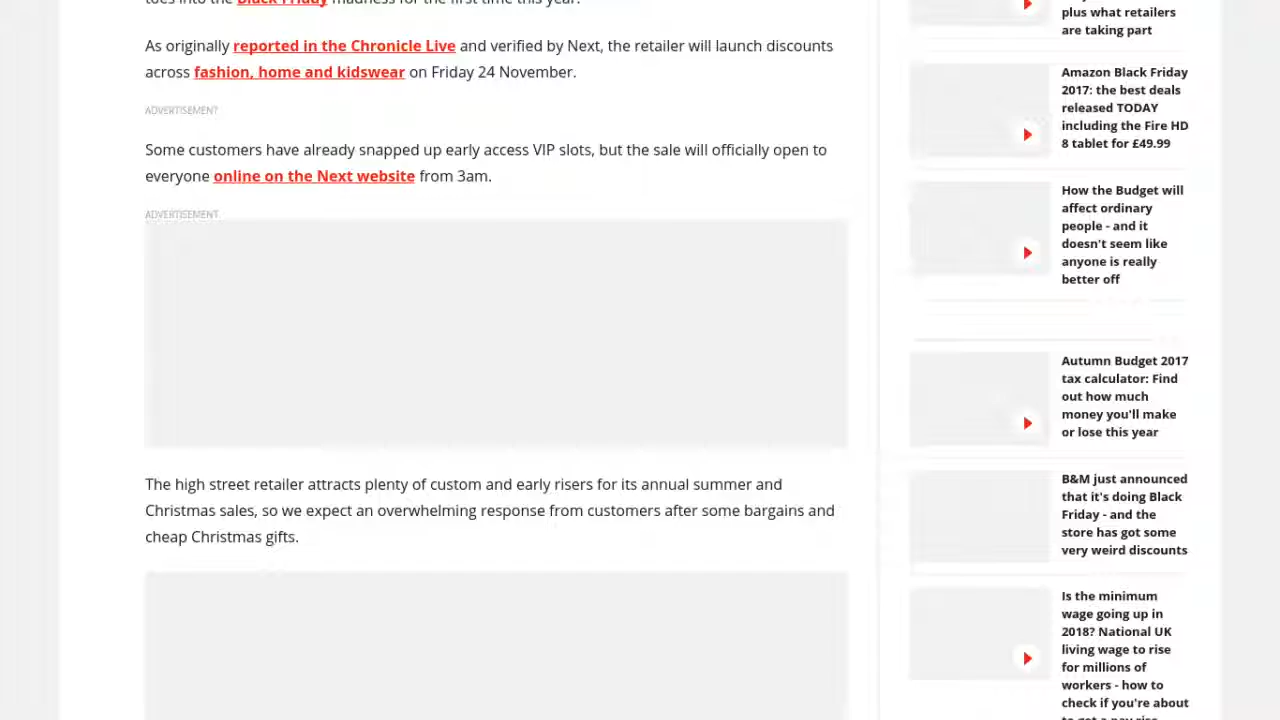 toes into the Black Friday madness for the first time this year.
As originally reported in the Chronicle Live and verified by Next, the retailer will launch discounts
across fashion, home and kidswear on Friday 24 November.
ADVERTISEMENT
Some customers have already snapped up early access VIP slots, but the sale will officially open to
everyone online on the Next website from 3am.
ADVERTISEMENT
The high street retailer attracts plenty of custom and early risers for its annual summer and
Christmas sales, so we expect an overwhelming response from customers after some bargains and
cheap Christmas gifts.
plus what retailers
are taking part
Amazon Black Friday
2017: the best deals
released TODAY
including the Fire HD
8 tablet for £49.99
How the Budget will
affect ordinary
people - and it
doesn't seem like
anyone is really
better off
Autumn Budget 2017
tax calculator: Find
out how much
money you'll make
or lose this year
B&M just announced
that it's doing Black
Friday - and the
store has got some
very weird discounts
Is the minimum
wage going up in
2018? National UK
living wage to rise
for millions of
workers - how to
check if you're about
to get a pay rise